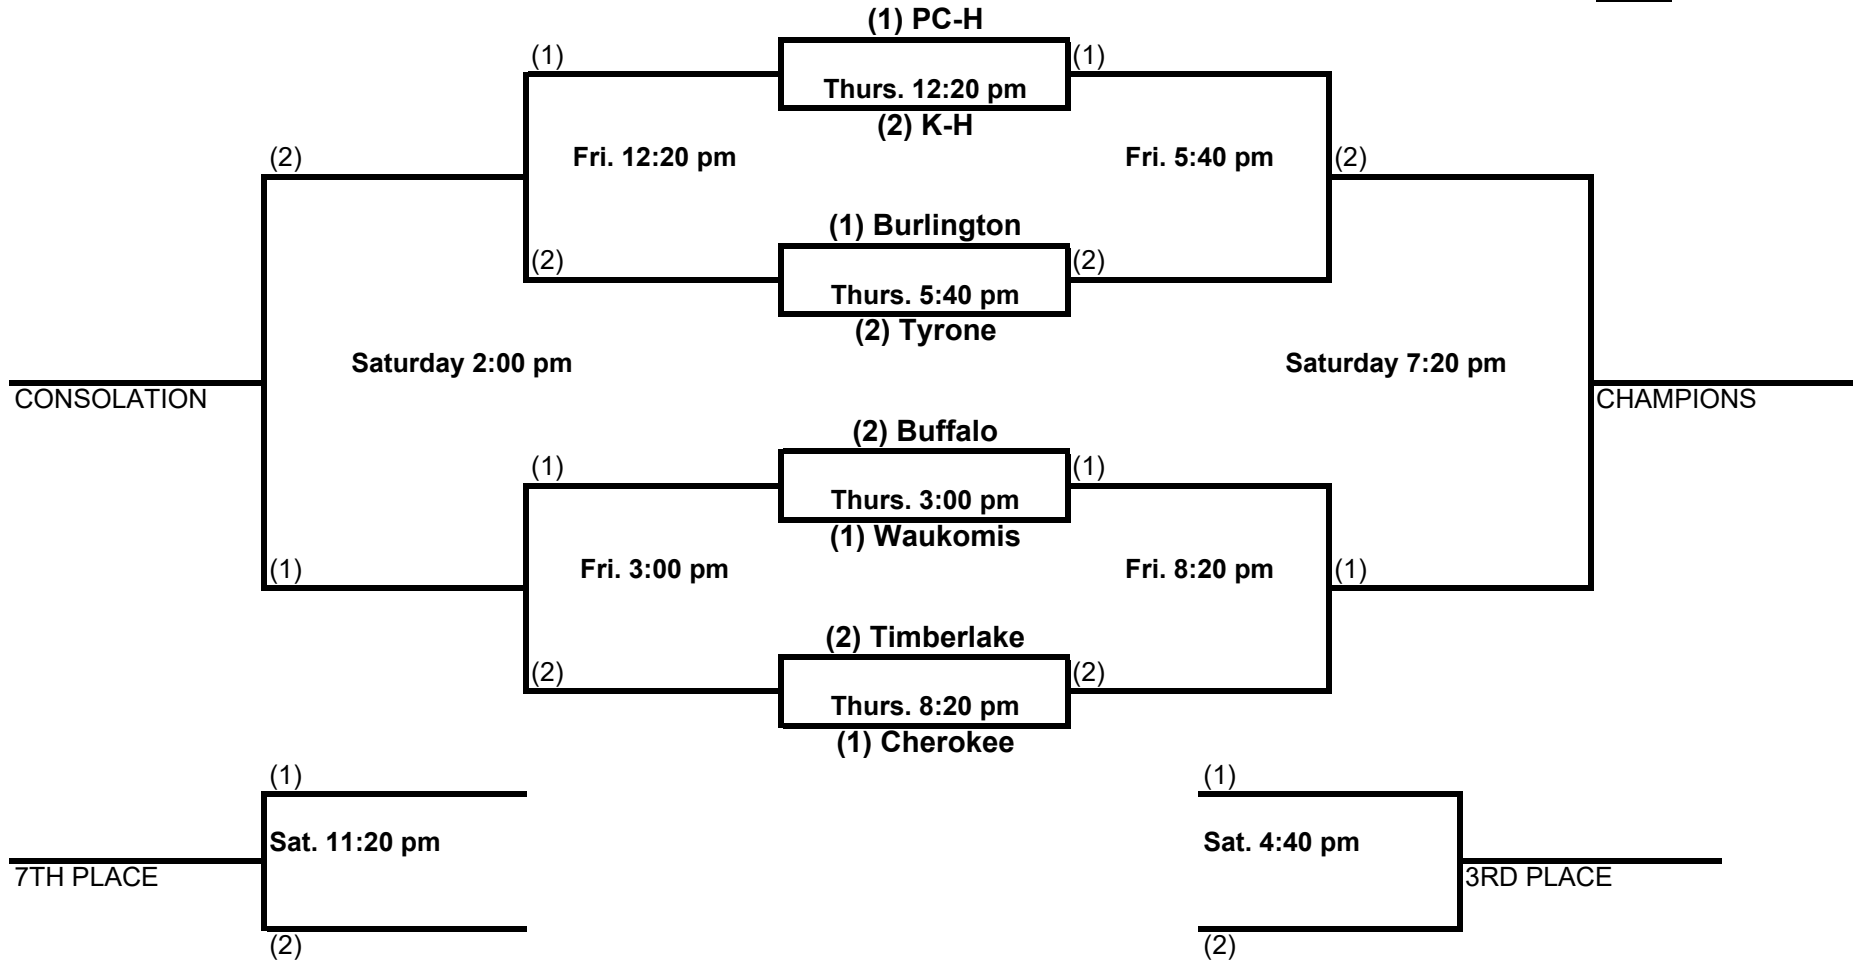 (1) PC-H
(1)
(1)
Thurs. 12:20 pm
(2) K-H
(2)
Fri. 12:20 pm
Fri. 5:40 pm
(2)
(1) Burlington
(2)
(2)
Thurs. 5:40 pm
(2) Tyrone
Saturday 2:00 pm
Saturday 7:20 pm
CONSOLATION
CHAMPIONS
(2) Buffalo
(1)
(1)
Thurs. 3:00 pm
(1) Waukomis
(1)
Fri. 3:00 pm
Fri. 8:20 pm
(1)
(2) Timberlake
(2)
(2)
Thurs. 8:20 pm
(1) Cherokee
(1)
(1)
Sat. 11:20 pm
Sat. 4:40 pm
7TH PLACE
3RD PLACE
(2)
(2)